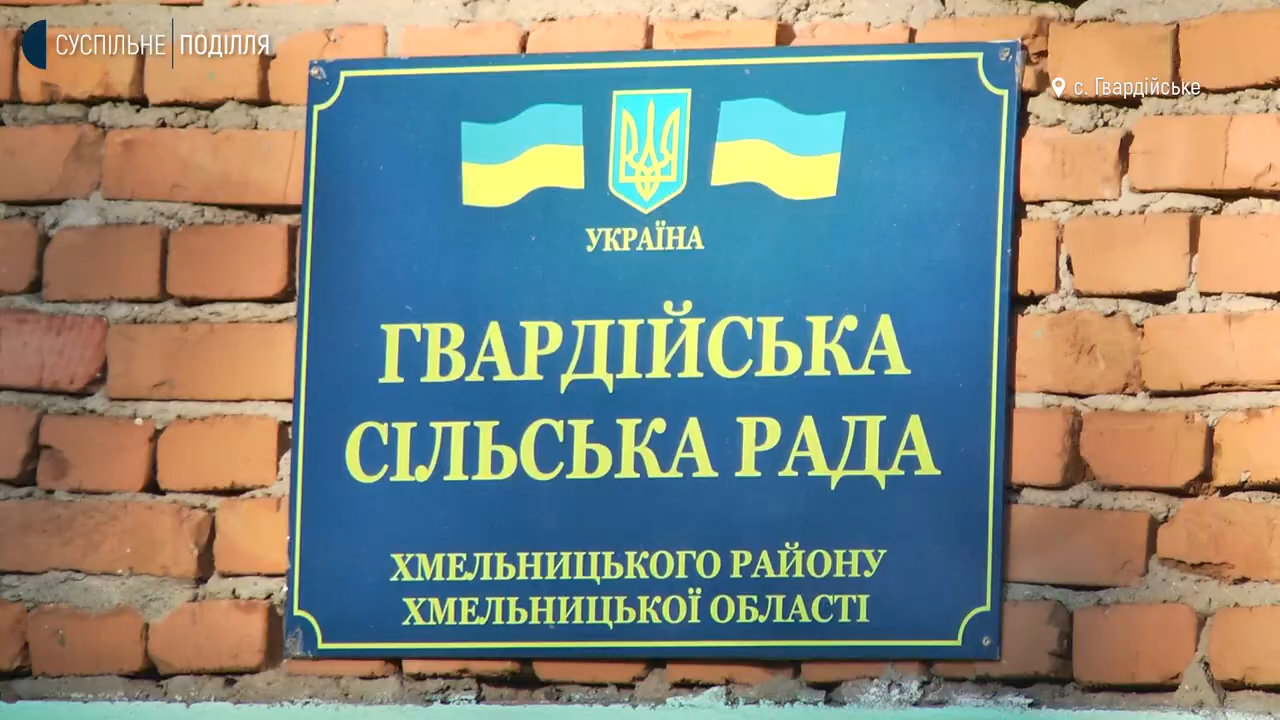 СУСПІЛЬНЕ ПОДІЛЛЯ
с. Гвардійське
УКРАЇНА
ГВАРДІЙСЬКА
СІЛЬСЬКА РАДА
ХМЕЛЬНИЦЬКОГО РАЙОНУ
ХМЕЛЬНИЦЬКОЇ ОБЛАСТІ